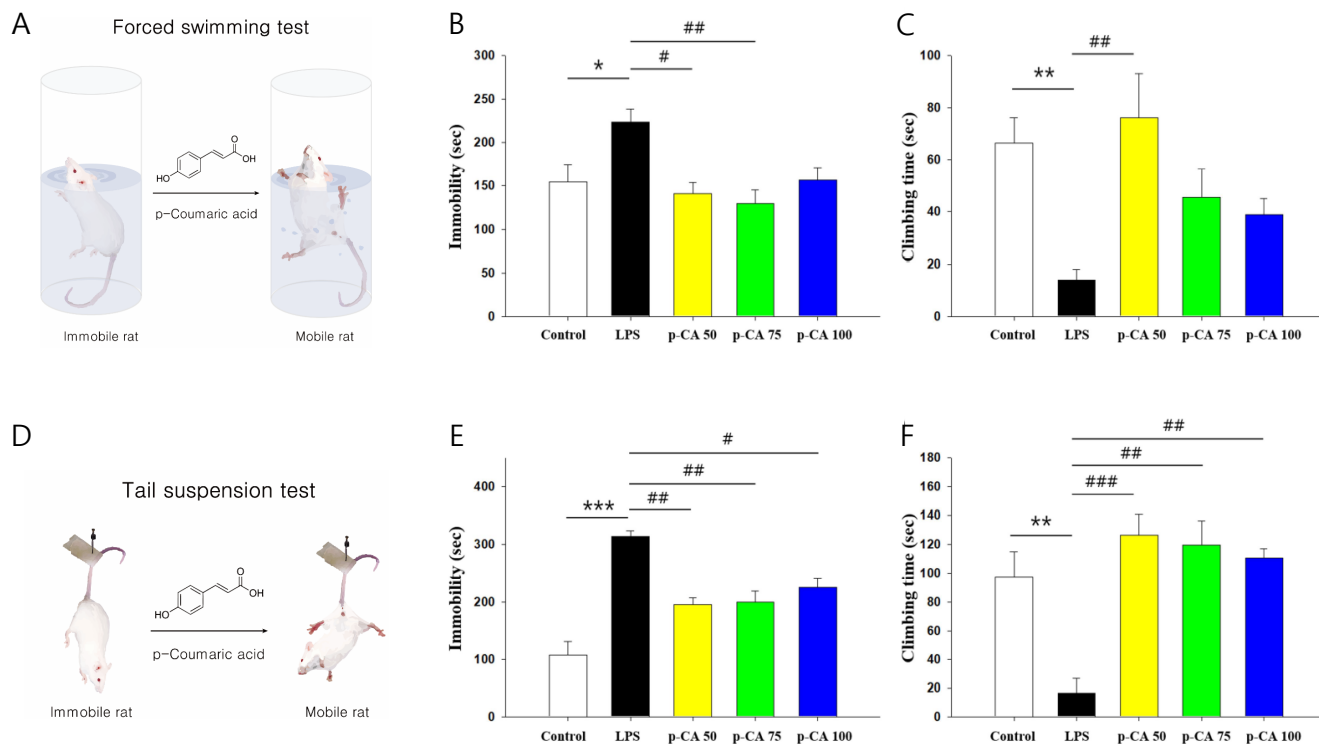 A
Forced swimming test
O
OH
HO
p-Coumaric acid
Immobile rat
Mobile rat
B
##
#
*
300
250
200
150
100
50
0
Immobility (sec)
Control
LPS
p-CA 50
p-CA 75
p-CA 100
C
##
**
100
80
60
40
20
0
Climbing time (sec)
Control
LPS
p-CA 50
p-CA 75
p-CA 100
D
Tail suspension test
O
OH
HO
p-Coumaric acid
Immobile rat
Mobile rat
E
#
##
##
***
400
300
200
100
0
Immobility (sec)
Control
LPS
p-CA 50
p-CA 75
p-CA 100
F
##
##
###
**
180
160
140
120
100
80
60
40
20
0
Climbing time (sec)
Control
LPS
p-CA 50
p-CA 75
p-CA 100